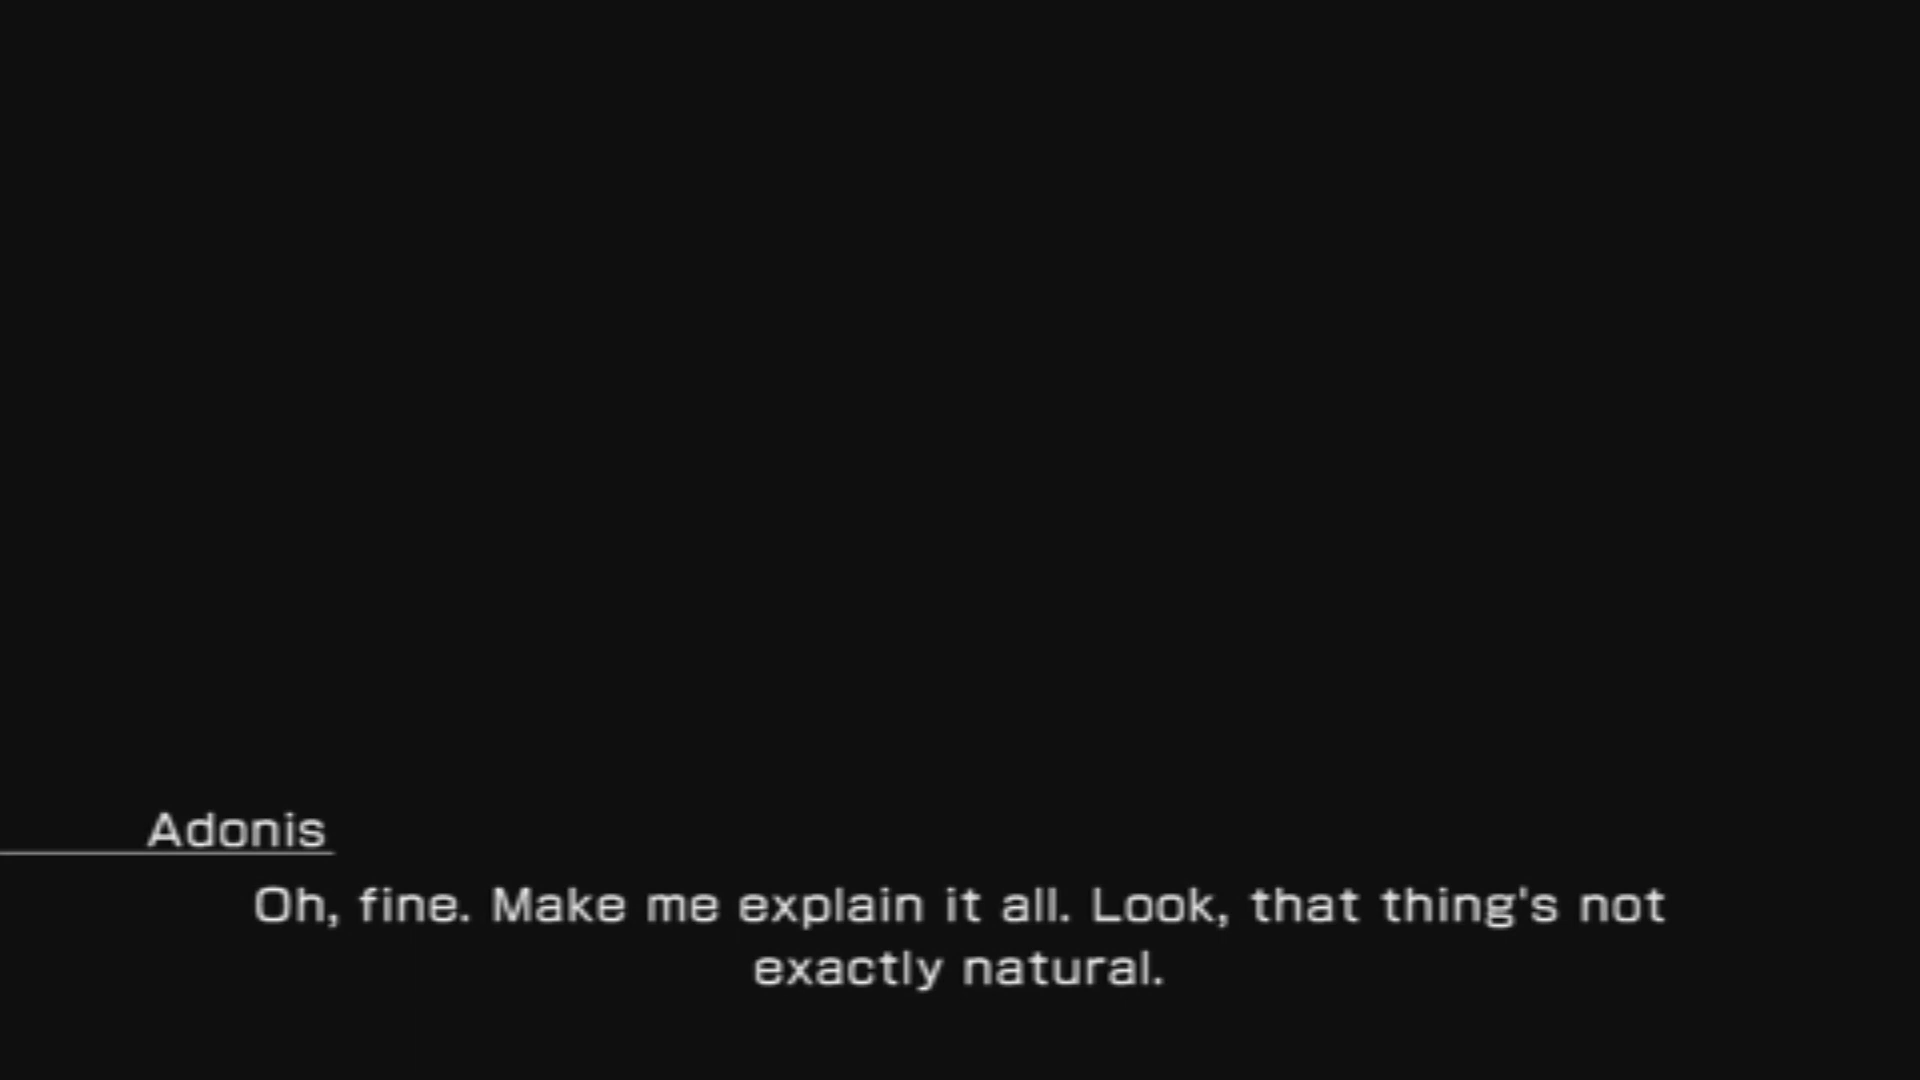 Adonis
Oh, fine. Make me explain it all. Look, that thing's not
exactly natural.